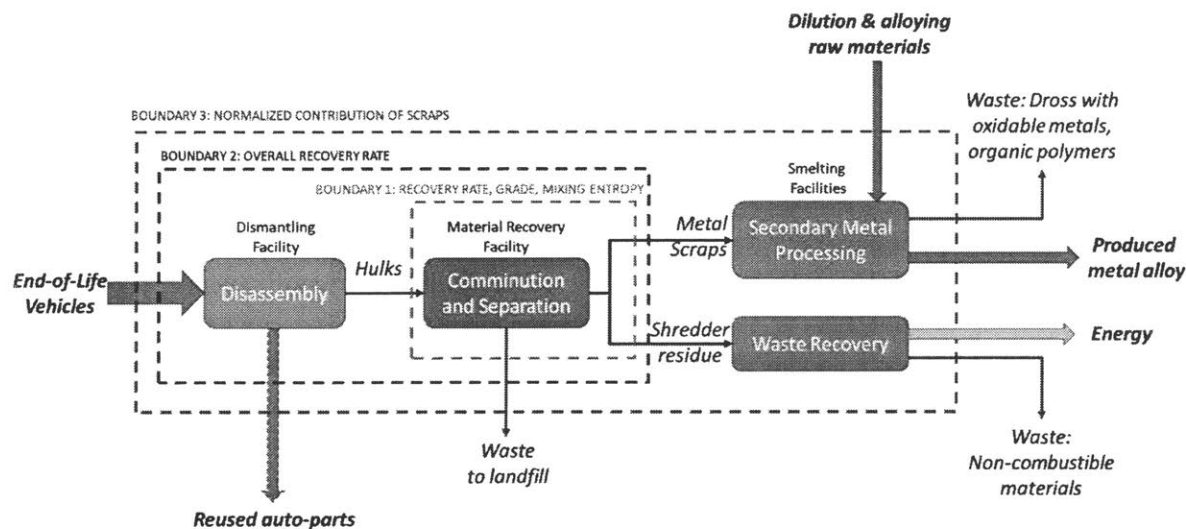 Dilution & alloying
raw materials
BOUNDARY 3: NORMALIZED CONTRIBUTION OF SCRAPS
Waste: Dross with
oxidable metals,
organic polymers
BOUNDARY 2: OVERALL RECOVERY RATE
Smelting
Facilities
BOUNDARY 1: RECOVERY RATE, GRADE, MIXING ENTROPY
Dismantling
Facility
Material Recovery
Facility
Metal
Scraps
Secondary Metal
Processing
Produced
metal alloy
End-of-Life
Vehicles
Disassembly
Hulks
Comminution
and Separation
Shredder
residue
Waste Recovery
Energy
Waste
to landfill
Waste:
Non-combustible
materials
Reused auto-parts